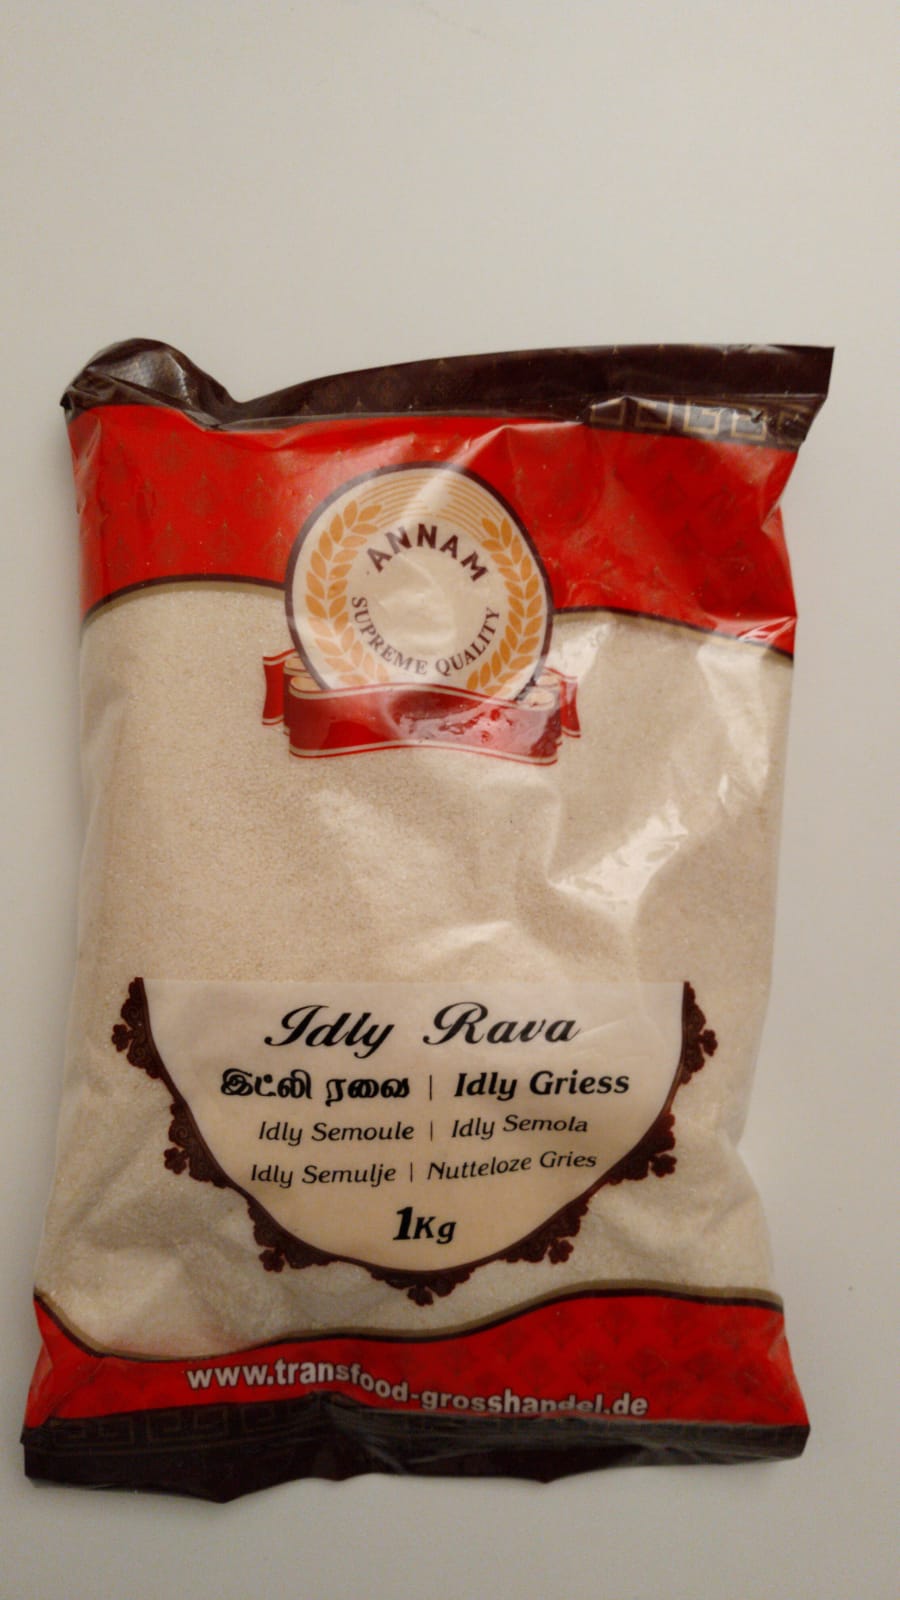 ANNAM
SUPREME QUALITY
Idly Rava
இட்லி ரவை | Idly Griess
Idly Semoule | Idly Semola
Idly Semulje | Nutteloze Gries
1Kg
www.transfood-grosshandel.de